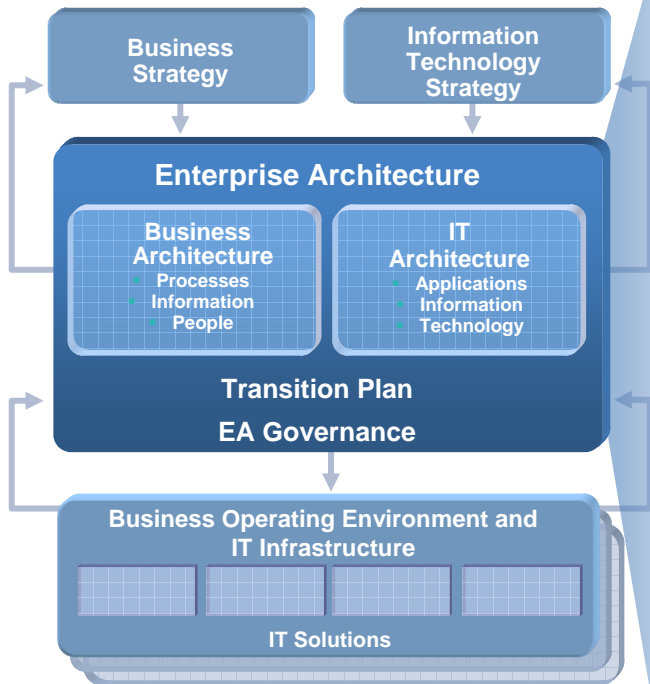 Business
Strategy
Information
Technology
Strategy
Enterprise Architecture
Business
Architecture
• Processes
• Information
• People
IT
Architecture
• Applications
• Information
• Technology
Transition Plan
EA Governance
Business Operating Environment and
IT Infrastructure
IT Solutions